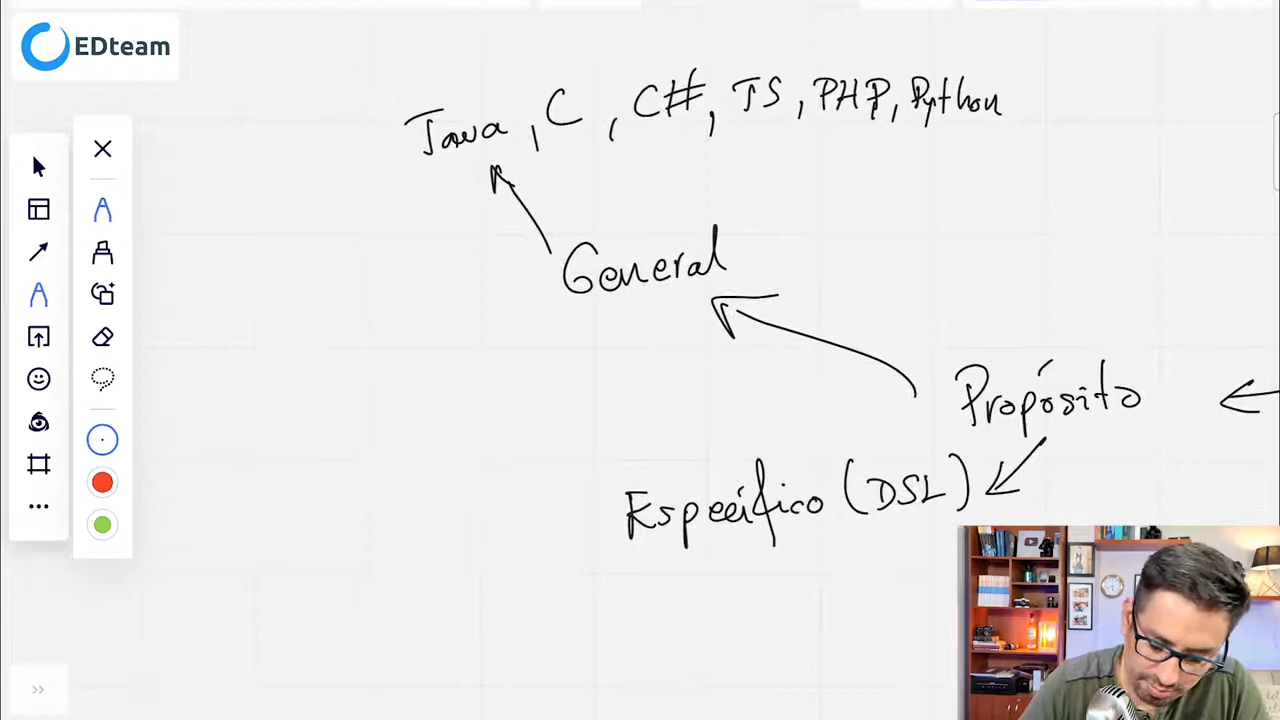 EDteam
Java, C, C#, TS, PHP, Python
General
Propósito
Específico (DSL)